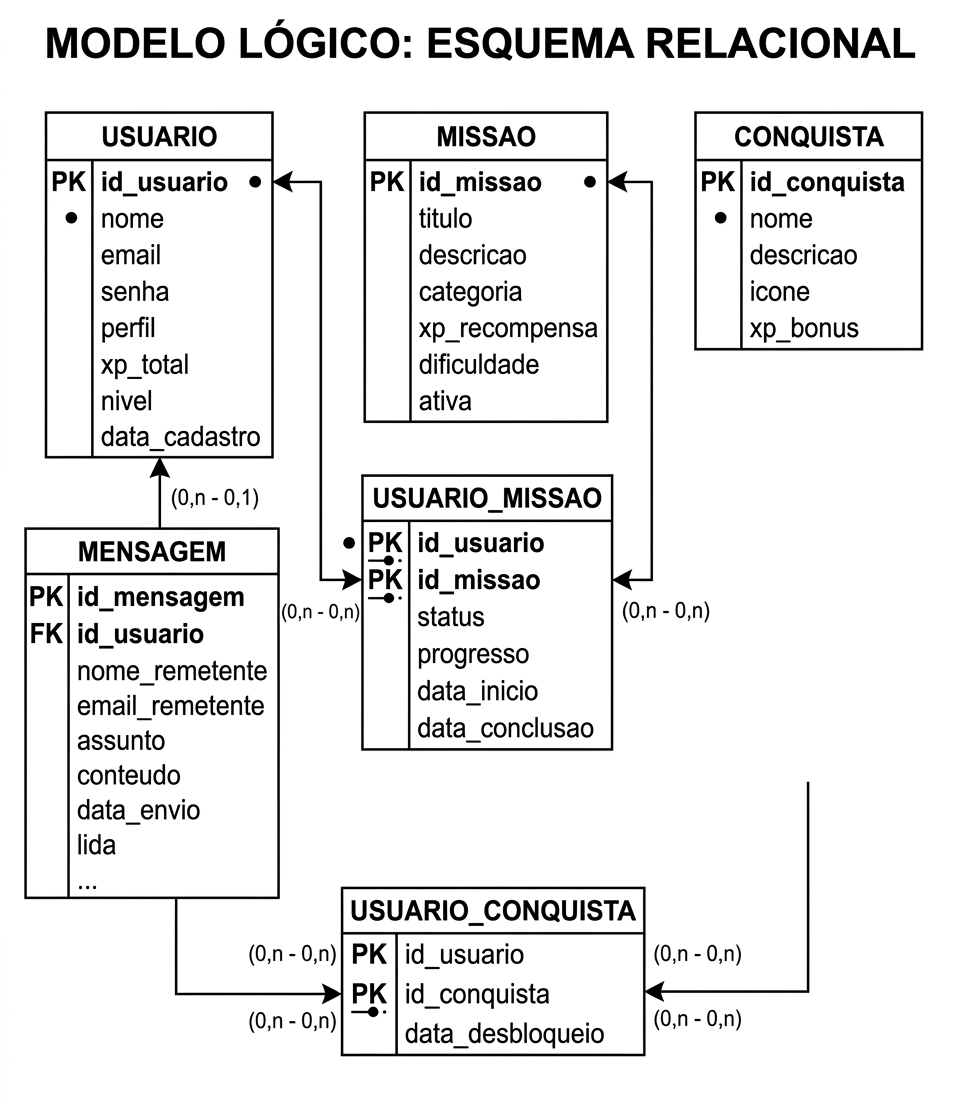 MODELO LÓGICO: ESQUEMA RELACIONAL
USUARIO
PK id_usuario
nome
email
senha
perfil
xp_total
nivel
data_cadastro
MISSAO
PK id_missao
titulo
descricao
categoria
xp_recompensa
dificuldade
ativa
CONQUISTA
PK id_conquista
nome
descricao
icone
xp_bonus
(0,n - 0,1)
MENSAGEM
PK id_mensagem
FK id_usuario
nome_remetente
email_remetente
assunto
conteudo
data_envio
lida
...
USUARIO_MISSAO
PK id_usuario
PK id_missao
status
progresso
data_inicio
data_conclusao
(0,n - 0,n)
(0,n - 0,n)
USUARIO_CONQUISTA
PK id_usuario
PK id_conquista
data_desbloqueio
(0,n - 0,n)
(0,n - 0,n)
(0,n - 0,n)
(0,n - 0,n)